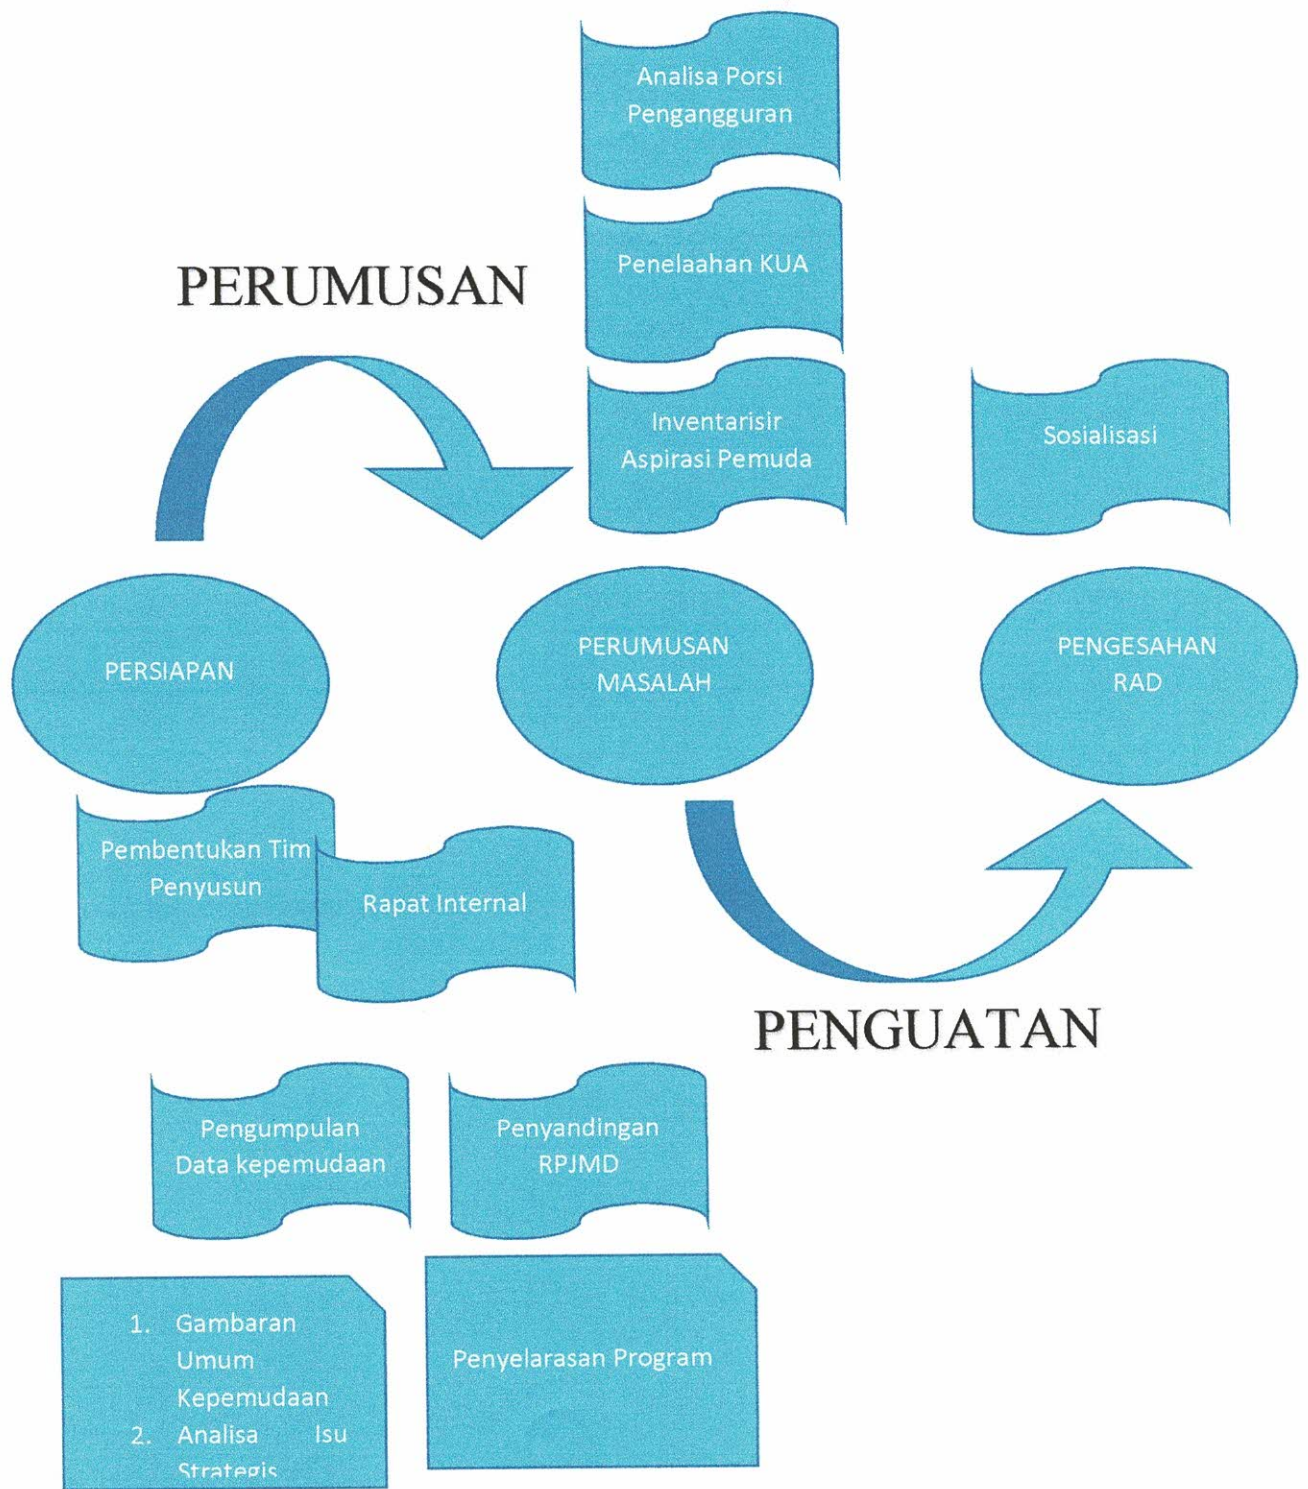 Analisa Porsi
Pengangguran
Penelaahan KUA
PERUMUSAN
Inventarisir
Aspirasi Pemuda
Sosialisasi
PERSIAPAN
PERUMUSAN
MASALAH
PENGESAHAN
RAD
Pembentukan Tim
Penyusun
Rapat Internal
PENGUATAN
Pengumpulan
Data kepemudaan
Penyandingan
RPJMD
1. Gambaran
Umum
Kepemudaan
2. Analisa Isu
Strategis
Penyelarasan Program